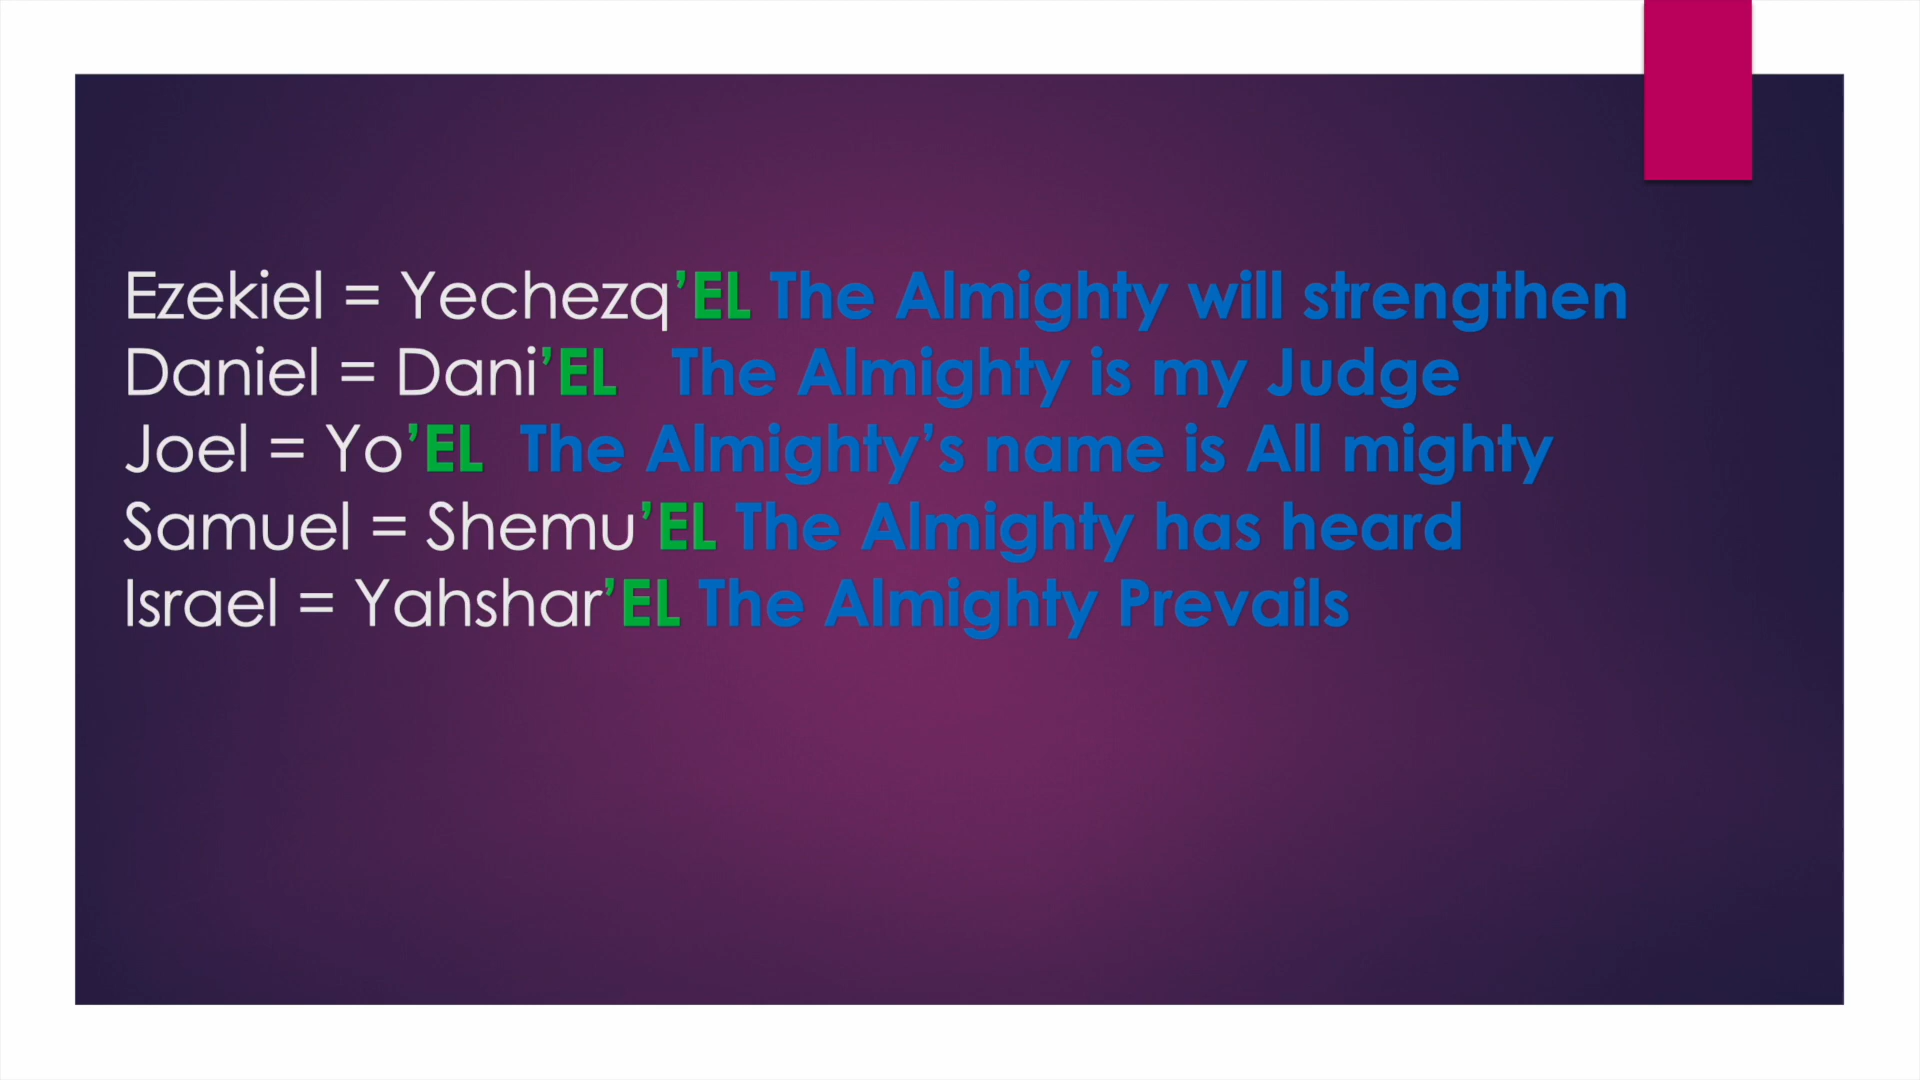 Ezekiel = Yechezq’EL The Almighty will strengthen
Daniel = Dani’EL The Almighty is my Judge
Joel = Yo’EL The Almighty’s name is All mighty
Samuel = Shemu’EL The Almighty has heard
Israel = Yahshar’EL The Almighty Prevails